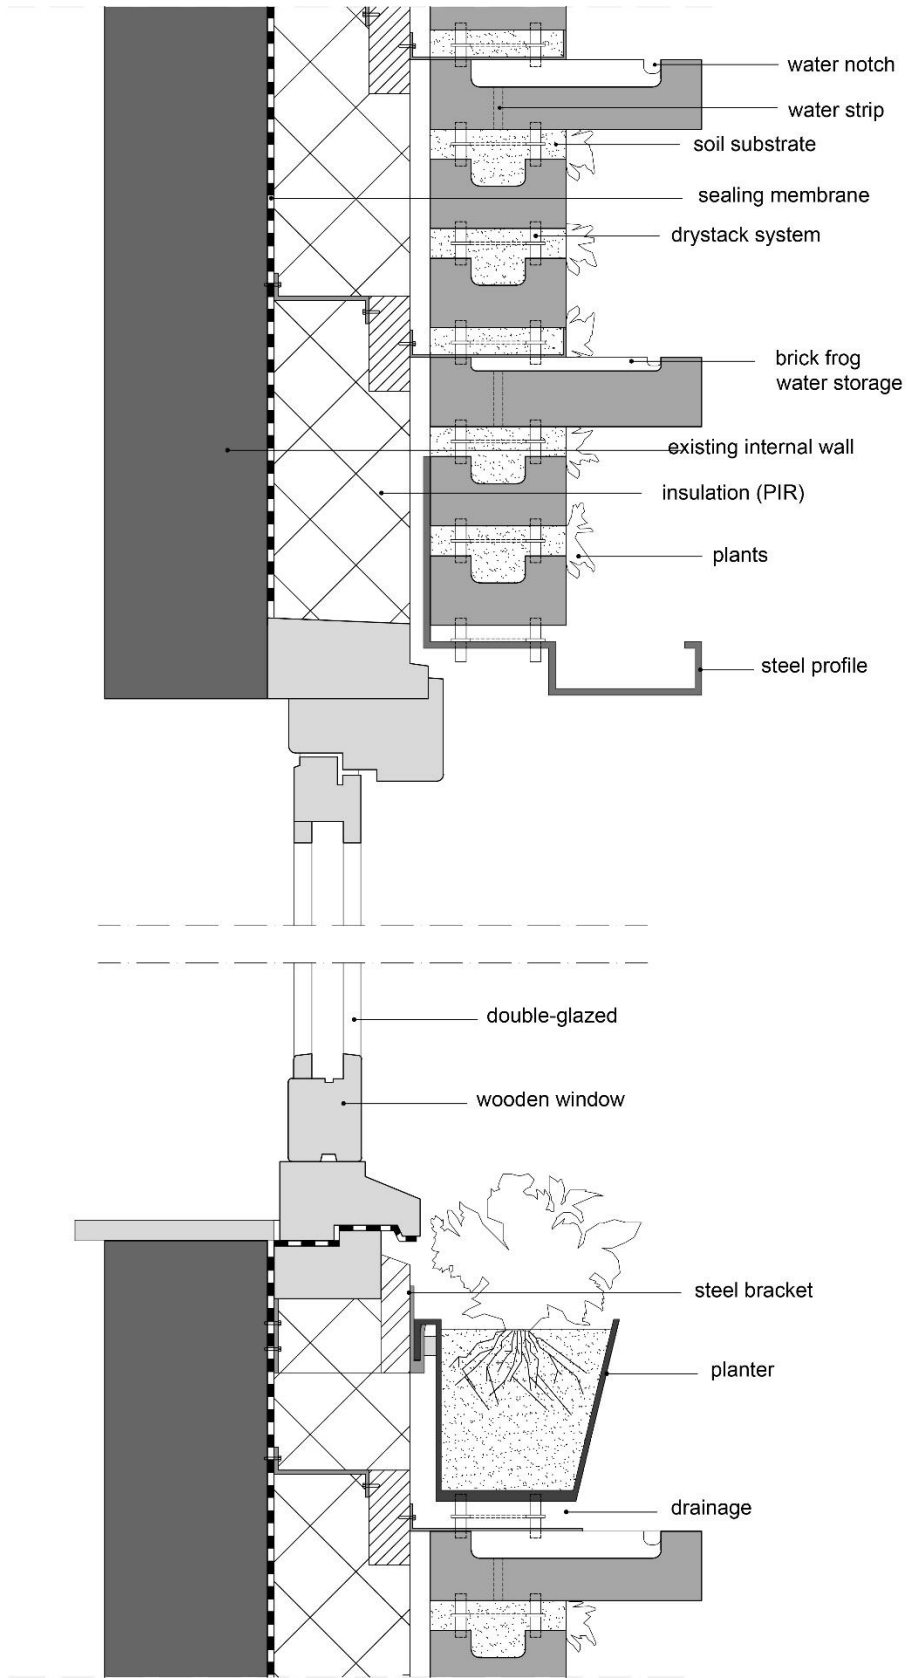 water notch
water strip
soil substrate
sealing membrane
drystack system
brick frog
water storage
existing internal wall
insulation (PIR)
plants
steel profile
double-glazed
wooden window
steel bracket
planter
drainage